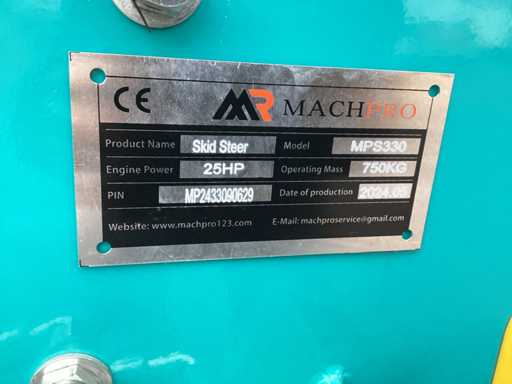 CE MR MACHPRO
Product Name Skid Steer Model MPS330
Engine Power 25HP Operating Mass 750KG
PIN MP2433090629 Date of production 2024.05
Website: www.machpro123.com E-Mail: machproservice@gmail.com